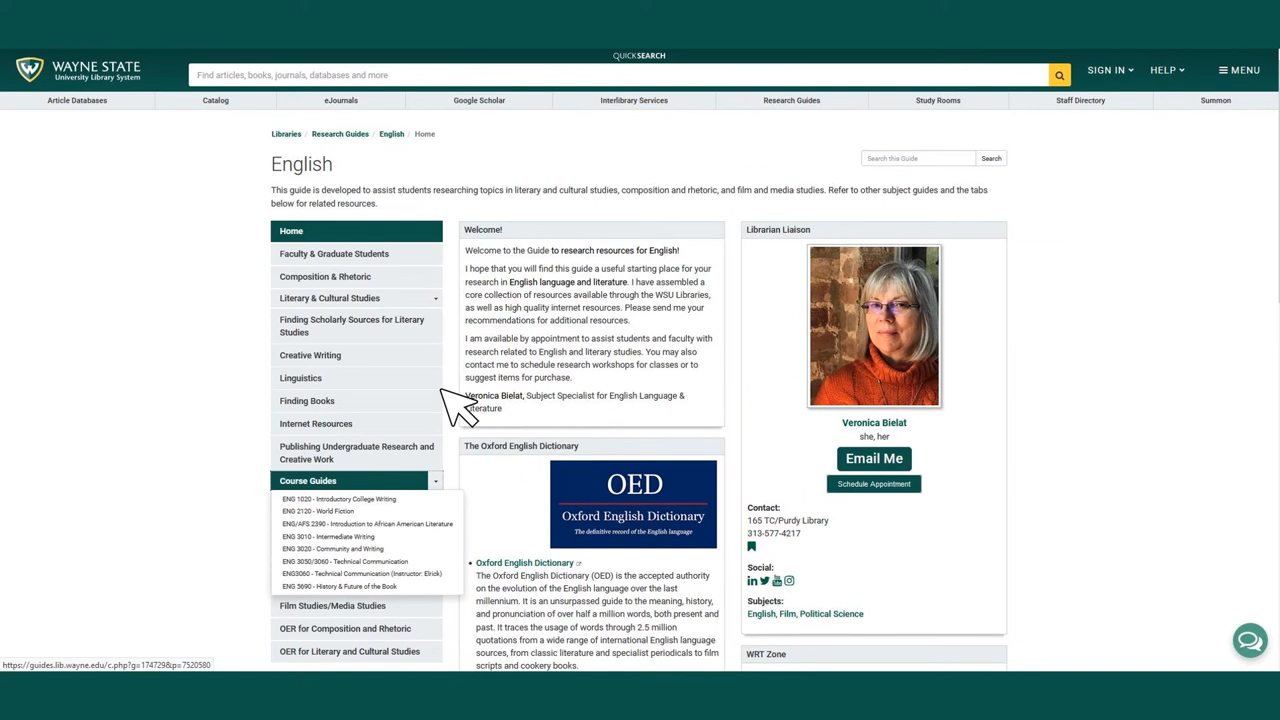 QUICKSEARCH
WAYNE STATE
University Library System
Find articles, books, journals, databases and more
SIGN IN
HELP
MENU
Article Databases
Catalog
eJournals
Google Scholar
Interlibrary Services
Research Guides
Study Rooms
Staff Directory
Summon
Libraries / Research Guides / English / Home
English
Search this Guide
Search
This guide is developed to assist students researching topics in literary and cultural studies, composition and rhetoric, and film and media studies. Refer to other subject guides and the tabs
below for related resources.
Home
Faculty & Graduate Students
Composition & Rhetoric
Literary & Cultural Studies
Finding Scholarly Sources for Literary
Studies
Creative Writing
Linguistics
Finding Books
Internet Resources
Publishing Undergraduate Research and
Creative Work
Course Guides
ENG 1020 - Introductory College Writing
ENG 2120 - World Fiction
ENG/AFS 2390 - Introduction to African American Literature
ENG 3010 - Intermediate Writing
ENG 3020 - Community and Writing
ENG 3050/3060 - Technical Communication
ENG3060 - Technical Communication (Instructor: Elrick)
ENG 5690 - History & Future of the Book
Film Studies/Media Studies
OER for Composition and Rhetoric
OER for Literary and Cultural Studies
Welcome!
Welcome to the Guide to research resources for English!
I hope that you will find this guide a useful starting place for your
research in English language and literature. I have assembled a
core collection of resources available through the WSU Libraries,
as well as high quality internet resources. Please send me your
recommendations for additional resources.
I am available by appointment to assist students and faculty with
research related to English and literary studies. You may also
contact me to schedule research workshops for classes or to
suggest items for purchase.
Veronica Bielat, Subject Specialist for English Language &
Literature
The Oxford English Dictionary
OED
Oxford English Dictionary
The definitive record of the English language
• Oxford English Dictionary
The Oxford English Dictionary (OED) is the accepted authority
on the evolution of the English language over the last
millennium. It is an unsurpassed guide to the meaning, history,
and pronunciation of over half a million words, both present and
past. It traces the usage of words through 2.5 million
quotations from a wide range of international English language
sources, from classic literature and specialist periodicals to film
scripts and cookery books.
Librarian Liaison
Veronica Bielat
she, her
Email Me
Schedule Appointment
Contact:
165 TC/Purdy Library
313-577-4217
Social:
Subjects:
English, Film, Political Science
WRT Zone
https://guides.lib.wayne.edu/c.php?g=174729&p=7520580